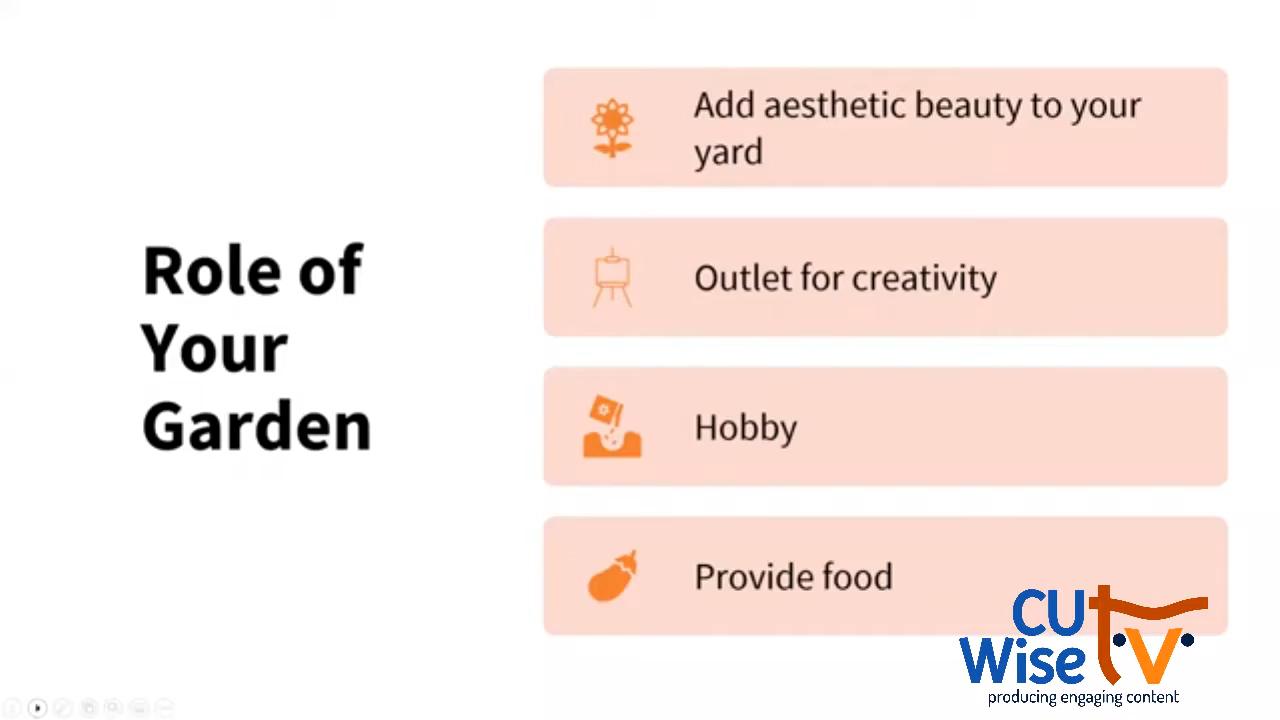 Role of
Your
Garden
Add aesthetic beauty to your
yard
Outlet for creativity
Hobby
Provide food
CU
Wise tv
producing engaging content